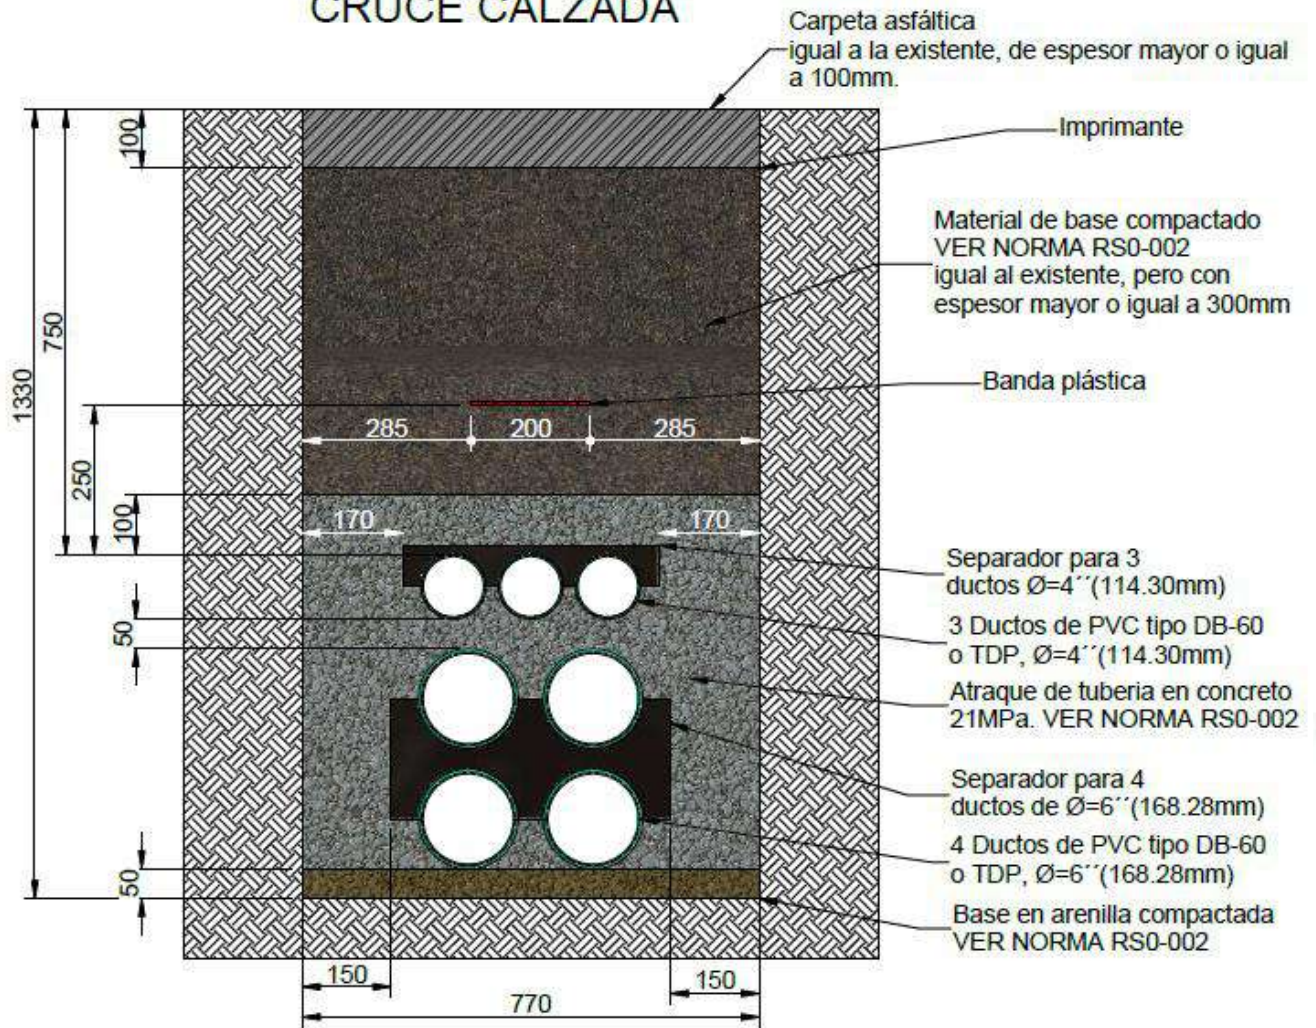 CRUCE CALZADA
Carpeta asfáltica
igual a la existente, de espesor mayor o igual
a 100mm.
100
Imprimante
Material de base compactado
VER NORMA RS0-002
igual al existente, pero con
espesor mayor o igual a 300mm
750
1330
Banda plástica
285
200
285
250
100
170
170
Separador para 3
ductos Ø=4´´(114.30mm)
3 Ductos de PVC tipo DB-60
o TDP, Ø=4´´(114.30mm)
50
Atraque de tuberia en concreto
21MPa. VER NORMA RS0-002
Separador para 4
ductos de Ø=6´´(168.28mm)
4 Ductos de PVC tipo DB-60
o TDP, Ø=6´´(168.28mm)
50
Base en arenilla compactada
VER NORMA RS0-002
150
150
770